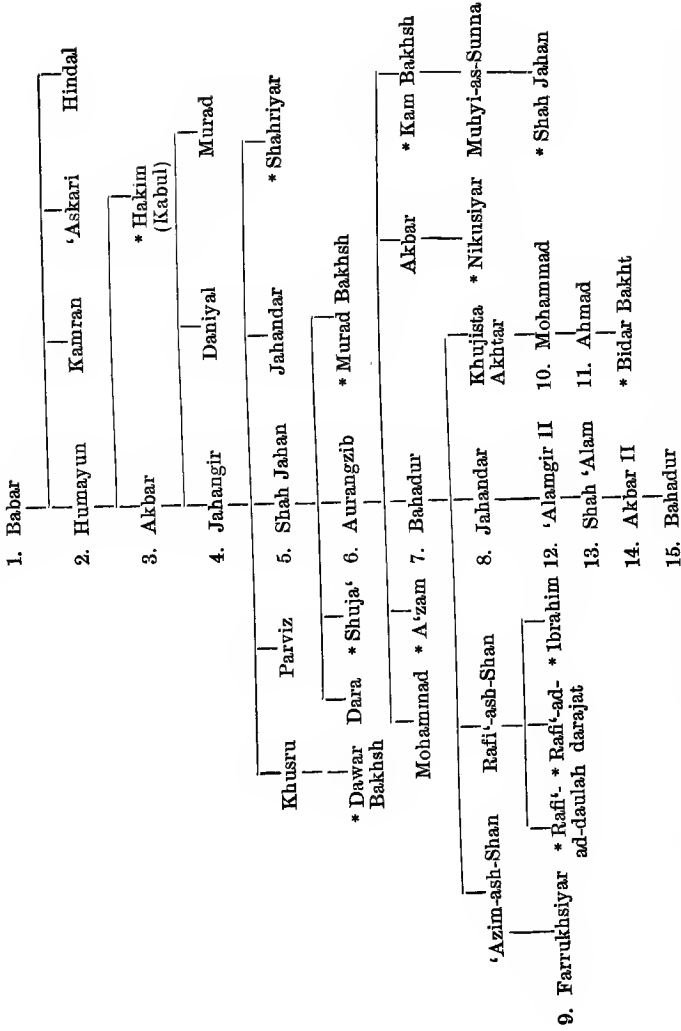 1. Babar
2. Humayun Kamran ‘Askari Hindal
3. Akbar * Hakim
(Kabul)
4. Jahangir Daniyal Murad
Khusru Parviz 5. Shah Jahan Jahandar * Shahriyar
* Dawar
Bakhsh
Dara * Shuja‘ 6. Aurangzib * Murad Bakhsh
Mohammad * A‘zam 7. Bahadur Akbar * Kam Bakhsh
* Nikusiyar Muhyi-as-Sunna
* Shah Jahan
‘Azim-ash-Shan Rafi‘-ash-Shan 8. Jahandar Khujista
Akhtar
9. Farrukhsiyar * Rafi‘- * Rafi‘-ad- * Ibrahim 12. ‘Alamgir II 10. Mohammad
ad-daulah darajat
13. Shah ‘Alam 11. Ahmad
14. Akbar II * Bidar Bakht
15. Bahadur